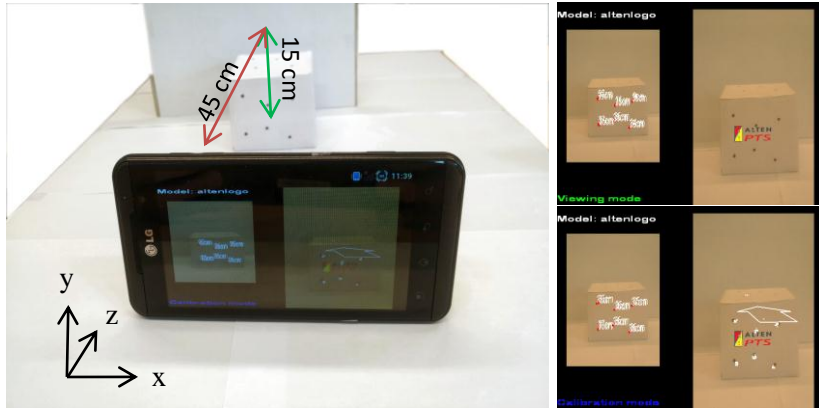 45 cm
15 cm
11:39
Model: altenlogo
LG
Calibration mode
y
z
x
Model: altenlogo
ALTEN
PTS
Viewing mode
Model: altenlogo
ALTEN
PTS
Calibration mode